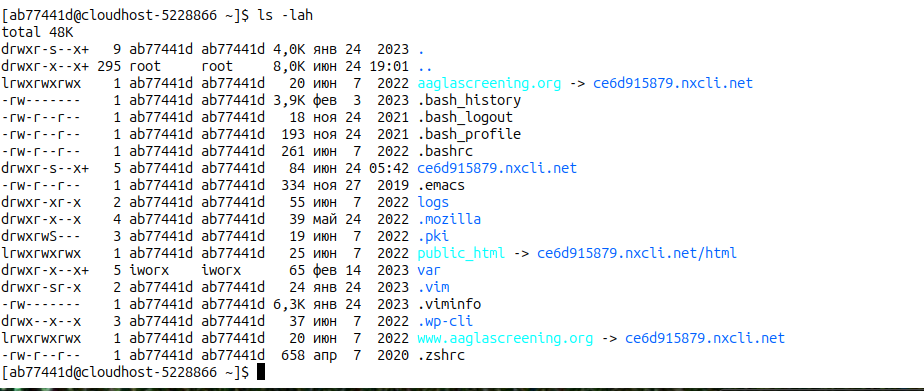 [ab77441d@cloudhost-5228866 ~]$ ls -lah
total 48K
drwxr-s--x+   9 ab77441d ab77441d 4,0K янв 24  2023 .
drwxr-x--x+ 295 root     root     8,0K июн 24 19:01 ..
lrwxrwxrwx    1 ab77441d ab77441d   20 июн  7  2022 aaglascreening.org -> ce6d915879.nxcli.net
-rw-------    1 ab77441d ab77441d 3,9K фев  3  2023 .bash_history
-rw-r--r--    1 ab77441d ab77441d   18 ноя 24  2021 .bash_logout
-rw-r--r--    1 ab77441d ab77441d  193 ноя 24  2021 .bash_profile
-rw-r--r--    1 ab77441d ab77441d  261 июн  7  2022 .bashrc
drwxr-s--x+   5 ab77441d ab77441d   84 июн 24 05:42 ce6d915879.nxcli.net
-rw-r--r--    1 ab77441d ab77441d  334 ноя 27  2019 .emacs
drwxr-xr-x    2 ab77441d ab77441d   55 июн  7  2022 logs
drwxr-x--x    4 ab77441d ab77441d   39 май 24  2022 .mozilla
drwxrwS---    3 ab77441d ab77441d   19 июн  7  2022 .pki
lrwxrwxrwx    1 ab77441d ab77441d   25 июн  7  2022 public_html -> ce6d915879.nxcli.net/html
drwxr-x--x+   5 iworx    iworx      65 фев 14  2023 var
drwxr-sr-x    2 ab77441d ab77441d   24 янв 24  2023 .vim
-rw-------    1 ab77441d ab77441d 6,3K янв 24  2023 .viminfo
drwx--x--x    3 ab77441d ab77441d   37 июн  7  2022 .wp-cli
lrwxrwxrwx    1 ab77441d ab77441d   20 июн  7  2022 www.aaglascreening.org -> ce6d915879.nxcli.net
-rw-r--r--    1 ab77441d ab77441d  658 апр  7  2020 .zshrc
[ab77441d@cloudhost-5228866 ~]$